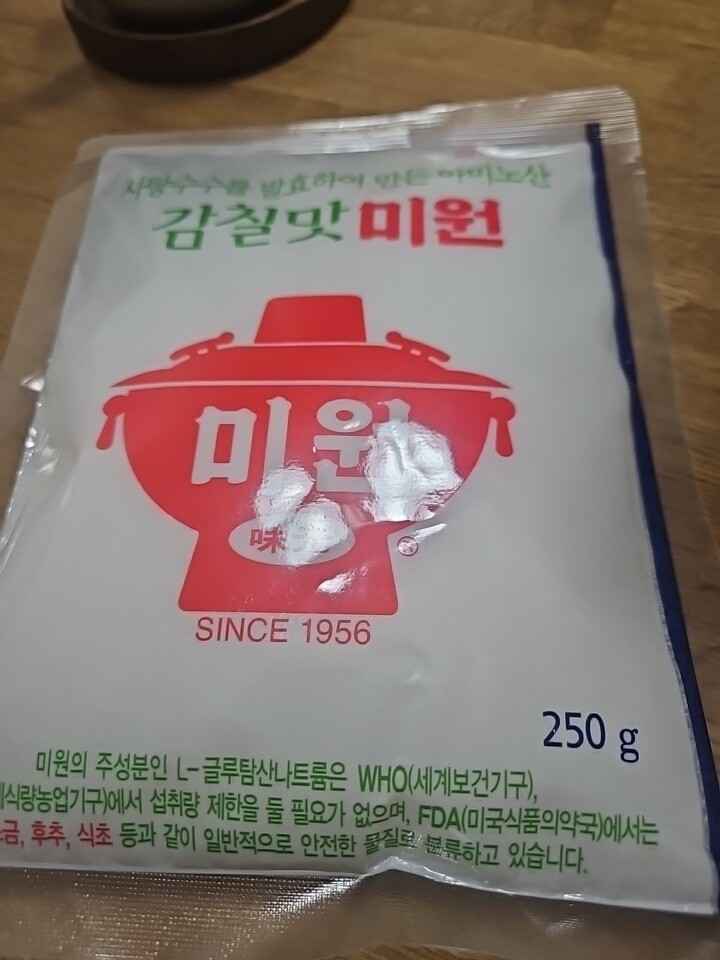 사탕수수를 발효하여 만든 아미노산
감칠맛 미원
미원
味
®
SINCE 1956
250 g
미원의 주성분인 L-글루탐산나트륨은 WHO(세계보건기구),
식량농업기구)에서 섭취량 제한을 둘 필요가 없으며, FDA(미국식품의약국)에서는
후추, 식초 등과 같이 일반적으로 안전한 물질로 분류하고 있습니다.